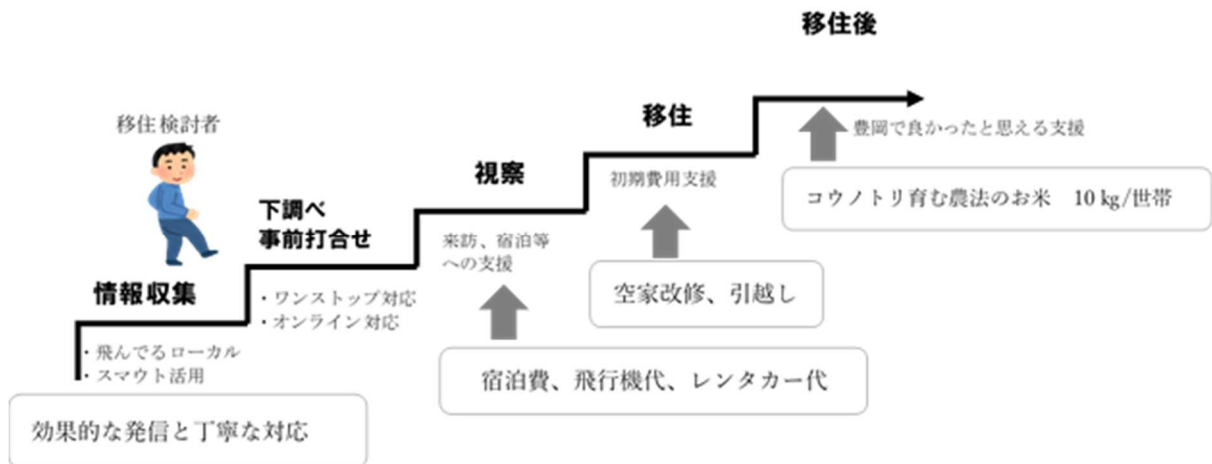 移住後
移住検討者
移住
豊岡で良かったと思える支援
視察
初期費用支援
コウノトリ育む農法のお米 10 kg/世帯
下調べ
事前打合せ
来訪、宿泊等
への支援
情報収集
・ワンストップ対応
・オンライン対応
空家改修、引越し
・飛んでるローカル
・スマウト活用
宿泊費、飛行機代、レンタカー代
効果的な発信と丁寧な対応